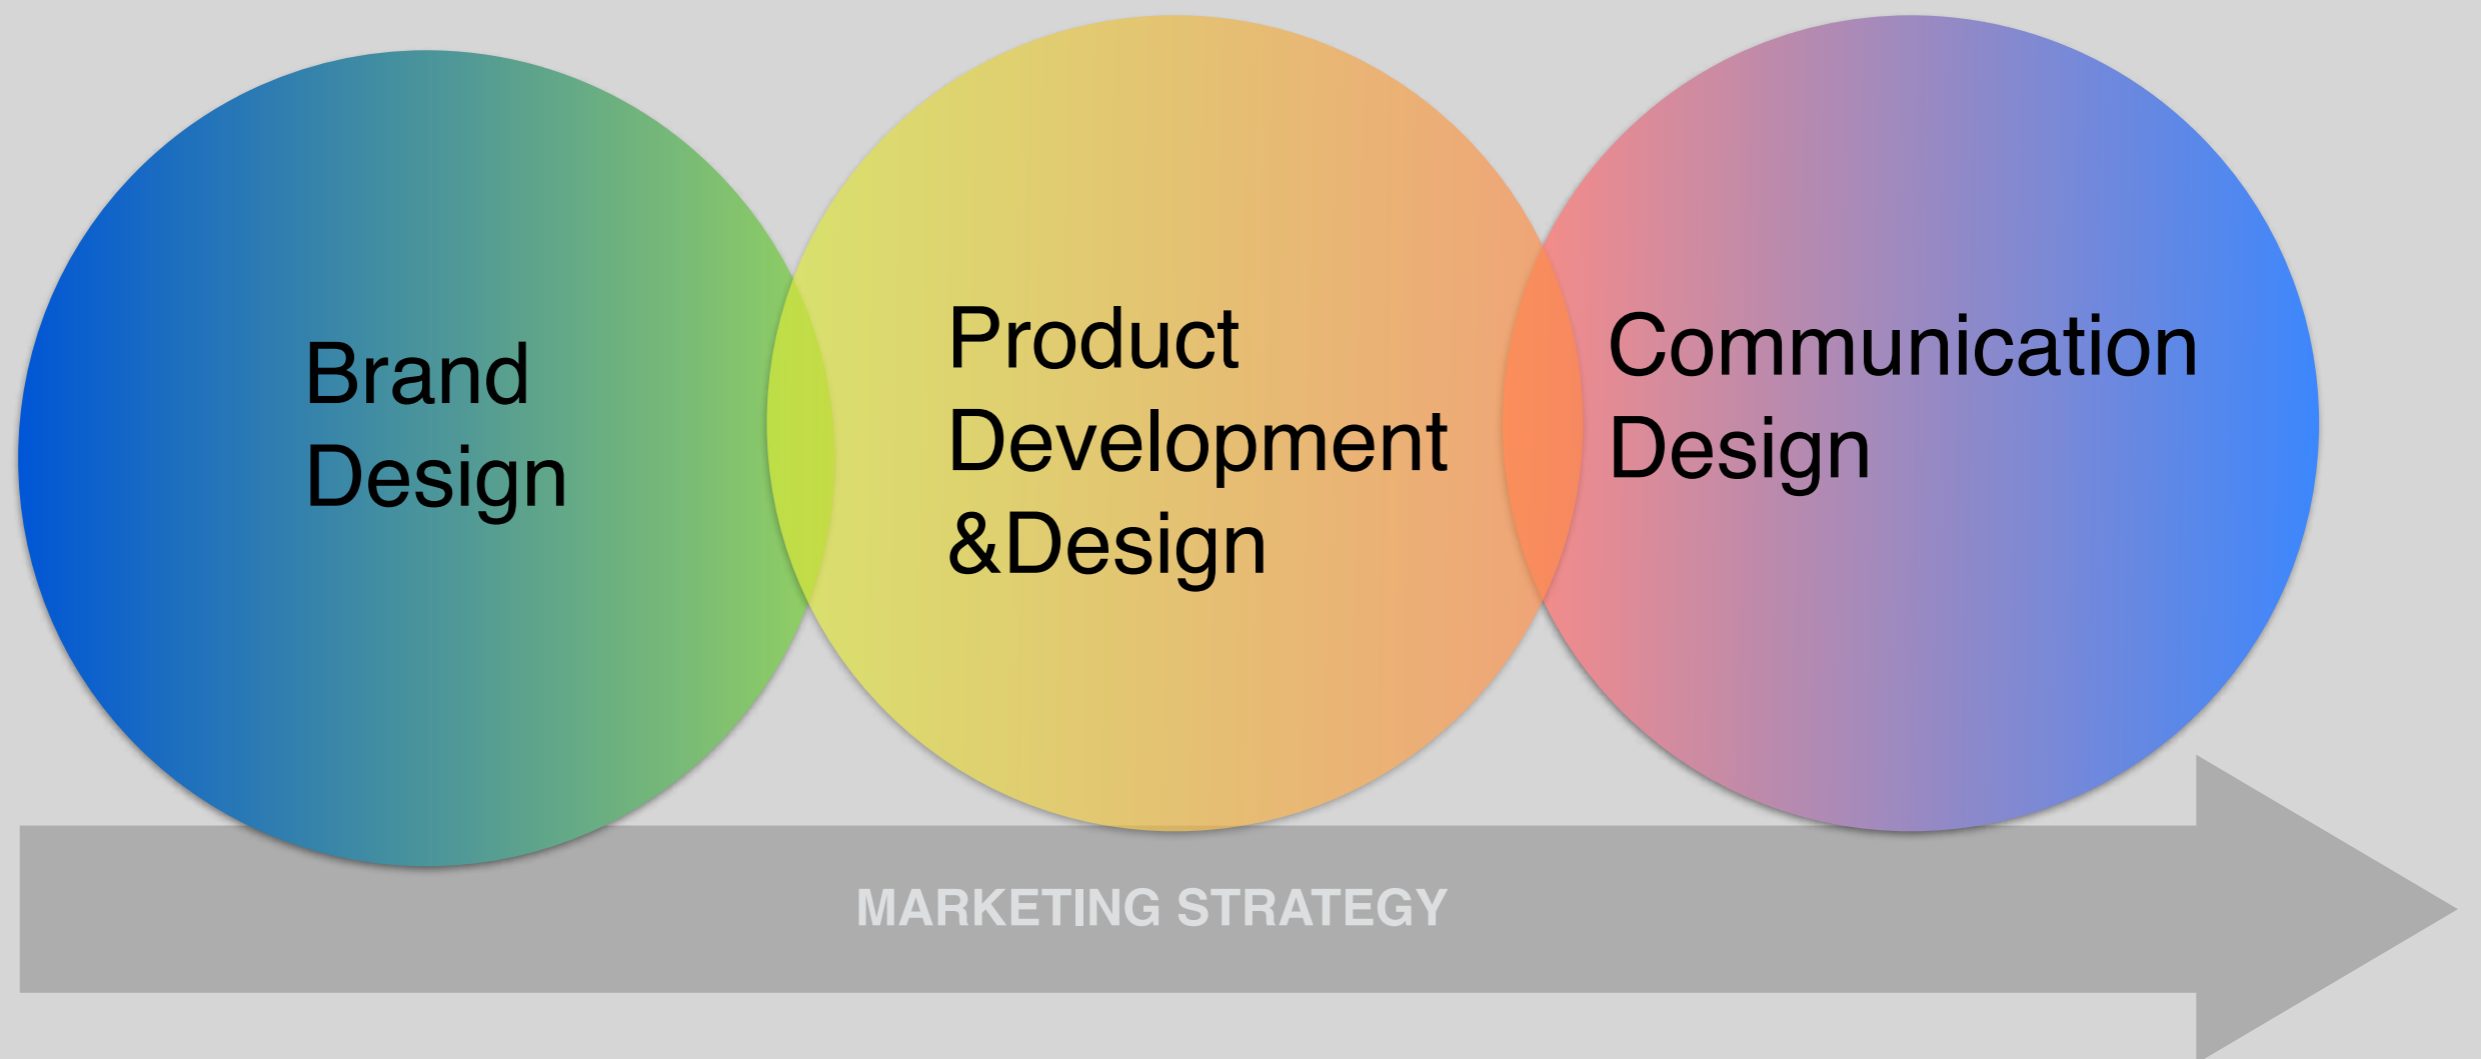 Brand
Design
Product
Development
&Design
Communication
Design
MARKETING STRATEGY